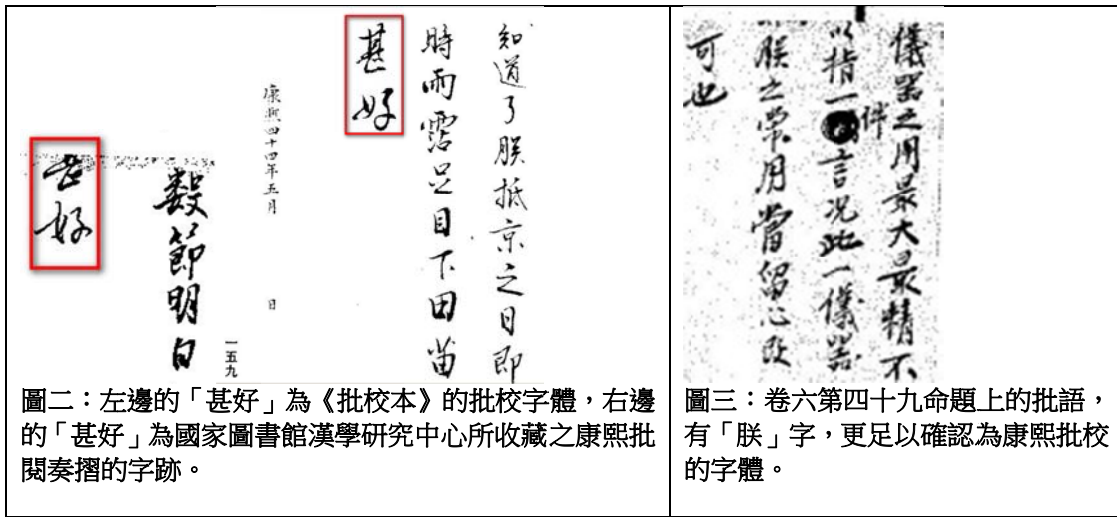 知道了朕抵京之日即
時雨霑足目下田苗
甚好
康熙四十四年五月　日
一五九
數節明白
甚好
圖二：左邊的「甚好」為《批校本》的批校字體，右邊
的「甚好」為國家圖書館漢學研究中心所收藏之康熙批
閱奏摺的字跡。
儀器之用最大最精不
以指一件言况此一儀器
朕之常用當留心改
可也
圖三：卷六第四十九命題上的批語，
有「朕」字，更足以確認為康熙批校
的字體。